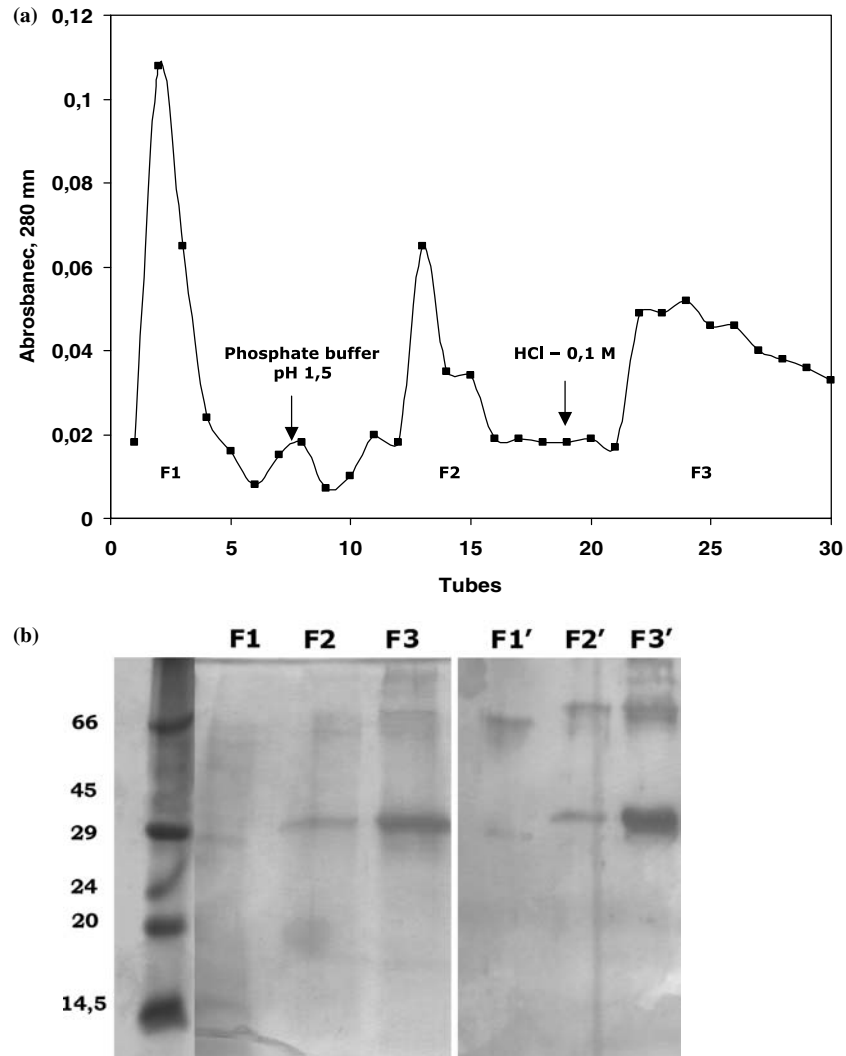 (a)
0,12
0,1
0,08
0,06
0,04
0,02
0
Abrosbanec, 280 mn
Phosphate buffer
pH 1,5
HCl – 0,1 M
F1
F2
F3
0 5 10 15 20 25 30
Tubes
(b)
F1 F2 F3 F1′ F2′ F3′
66
45
29
24
20
14,5